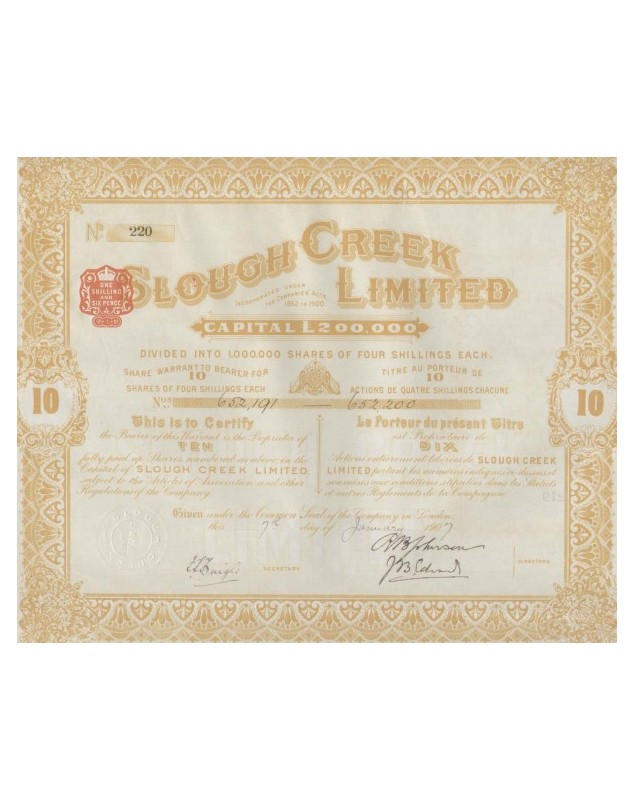 No 220
SLOUGH CREEK
LIMITED
INCORPORATED UNDER
THE COMPANIES' ACTS,
1862 to 1900.
ONE
SHILLING
AND
SIX PENCE
CAPITAL £200,000
DIVIDED INTO 1,000,000 SHARES OF FOUR SHILLINGS EACH.
SHARE WARRANT TO BEARER FOR
10
SHARES OF FOUR SHILLINGS EACH
TITRE AU PORTEUR DE
10
ACTIONS DE QUATRE SHILLINGS CHACUNE
Nos 652,191 — 652,200
10
10
This is to Certify
the Bearer of this Warrant is the Proprietor of
TEN
fully paid up Shares numbered as above, in the
Capital of SLOUGH CREEK LIMITED,
subject to the Articles of Association and other
Regulations of the Company.
Le Porteur du présent Titre
est Propriétaire de
DIX
Actions entièrement libérées de SLOUGH CREEK
LIMITED portant les numéros indiqués ci-dessus et
soumises aux conditions stipulées dans les Statuts
et autres Règlements de la Compagnie.
Given under the Common Seal of the Company in London
this 7th day of January 1907
SECRETARY.
DIRECTORS.